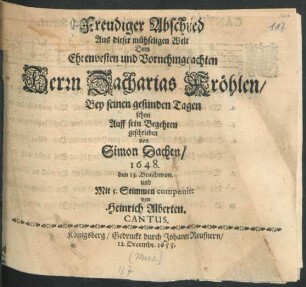 Freudiger Abschied
Aus dieser mühseligen Welt
Dem
Ehrenvesten und Vornehmgeachten
Herrn Zacharias Kröhlen/
Bey seinen gesunden Tagen
schon
Auff sein Begehren
geschrieben
von
Simon Dachen/
1648.
den 13. Brachmon.
und
Mit 5. Stimmen componirt
von
Heinrich Alberten.
CANTUS.
Königsberg/ Gedruckt durch Johann Reusnern/
12. Decembr. 1655.